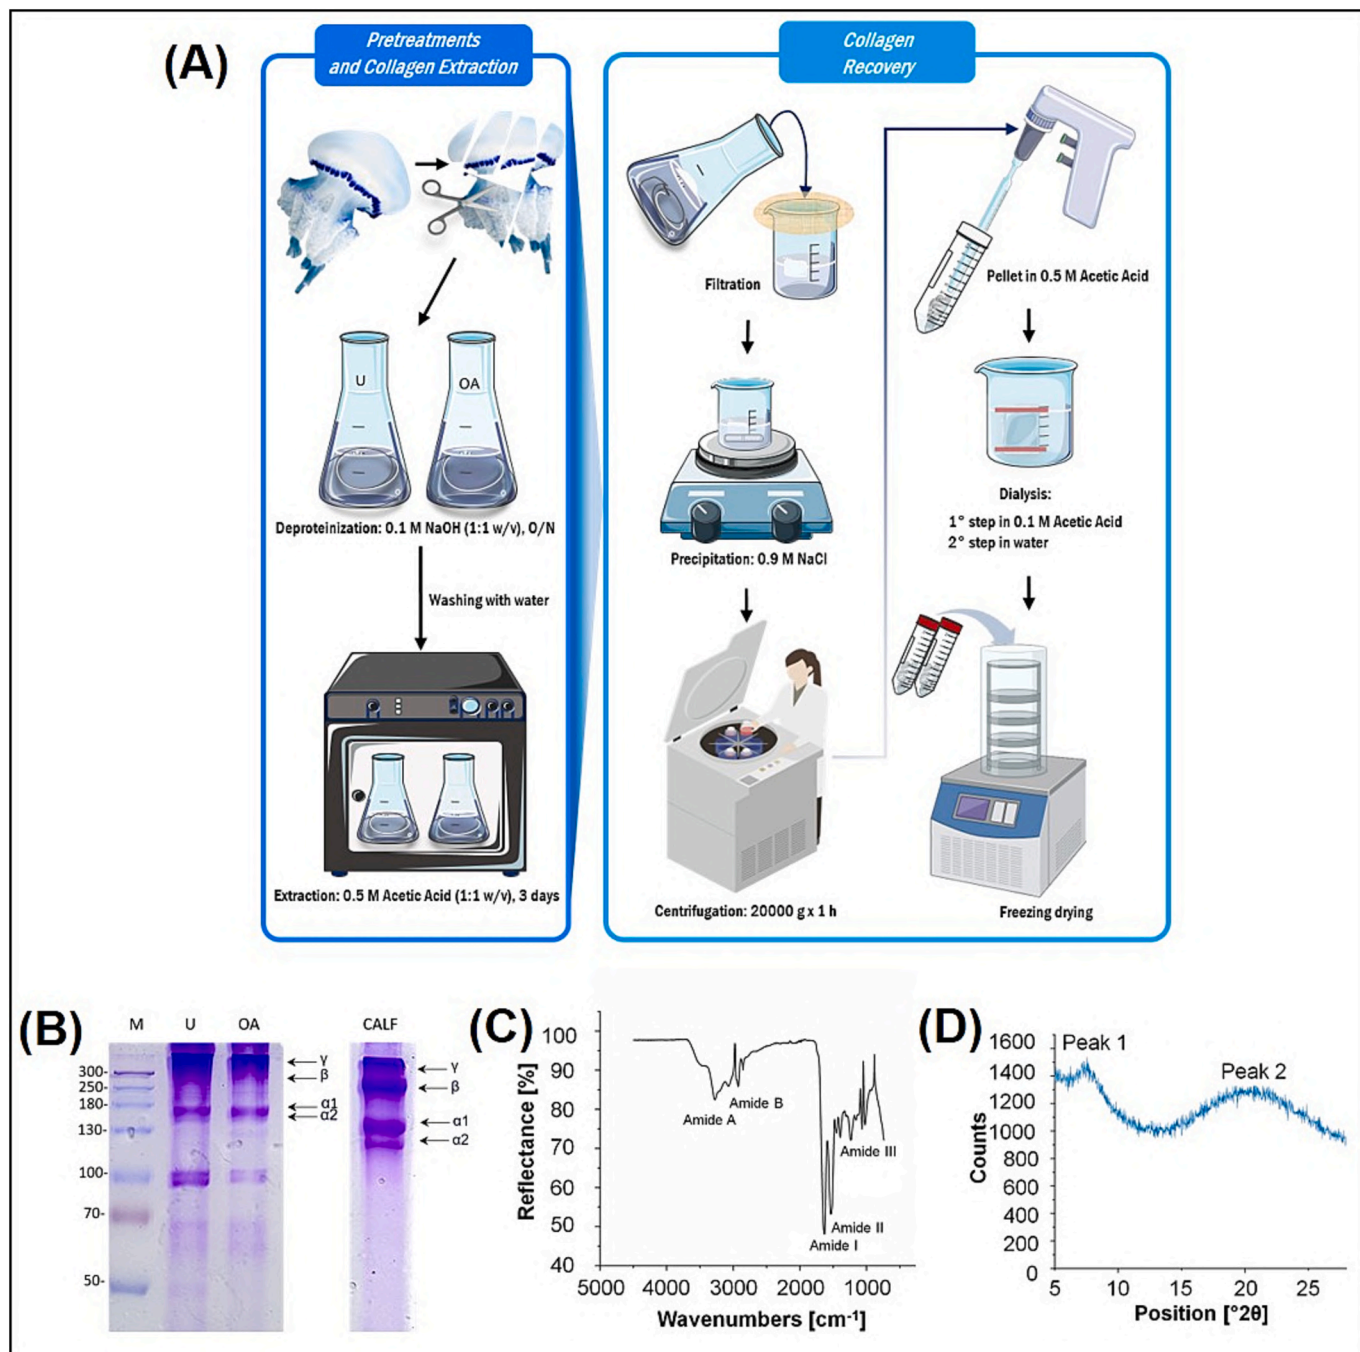 (A)
Pretreatments
and Collagen Extraction
U
OA
Deproteinization: 0.1 M NaOH (1:1 w/v), O/N
Washing with water
Extraction: 0.5 M Acetic Acid (1:1 w/v), 3 days
Collagen
Recovery
Filtration
Precipitation: 0.9 M NaCl
Centrifugation: 20000 g x 1 h
Pellet in 0.5 M Acetic Acid
Dialysis:
1° step in 0.1 M Acetic Acid
2° step in water
Freezing drying
(B)
M U OA
CALF
300-
250-
180-
130-
100-
70-
50-
γ
β
α1
α2
γ
β
α1
α2
(C)
Reflectance [%]
100
90
80
70
60
50
40
Amide A
Amide B
Amide III
Amide II
Amide I
5000 4000 3000 2000 1000
Wavenumbers [cm-1]
(D)
Counts
1600
1400
1200
1000
800
600
400
200
0
Peak 1
Peak 2
5 10 15 20 25
Position [°2θ]